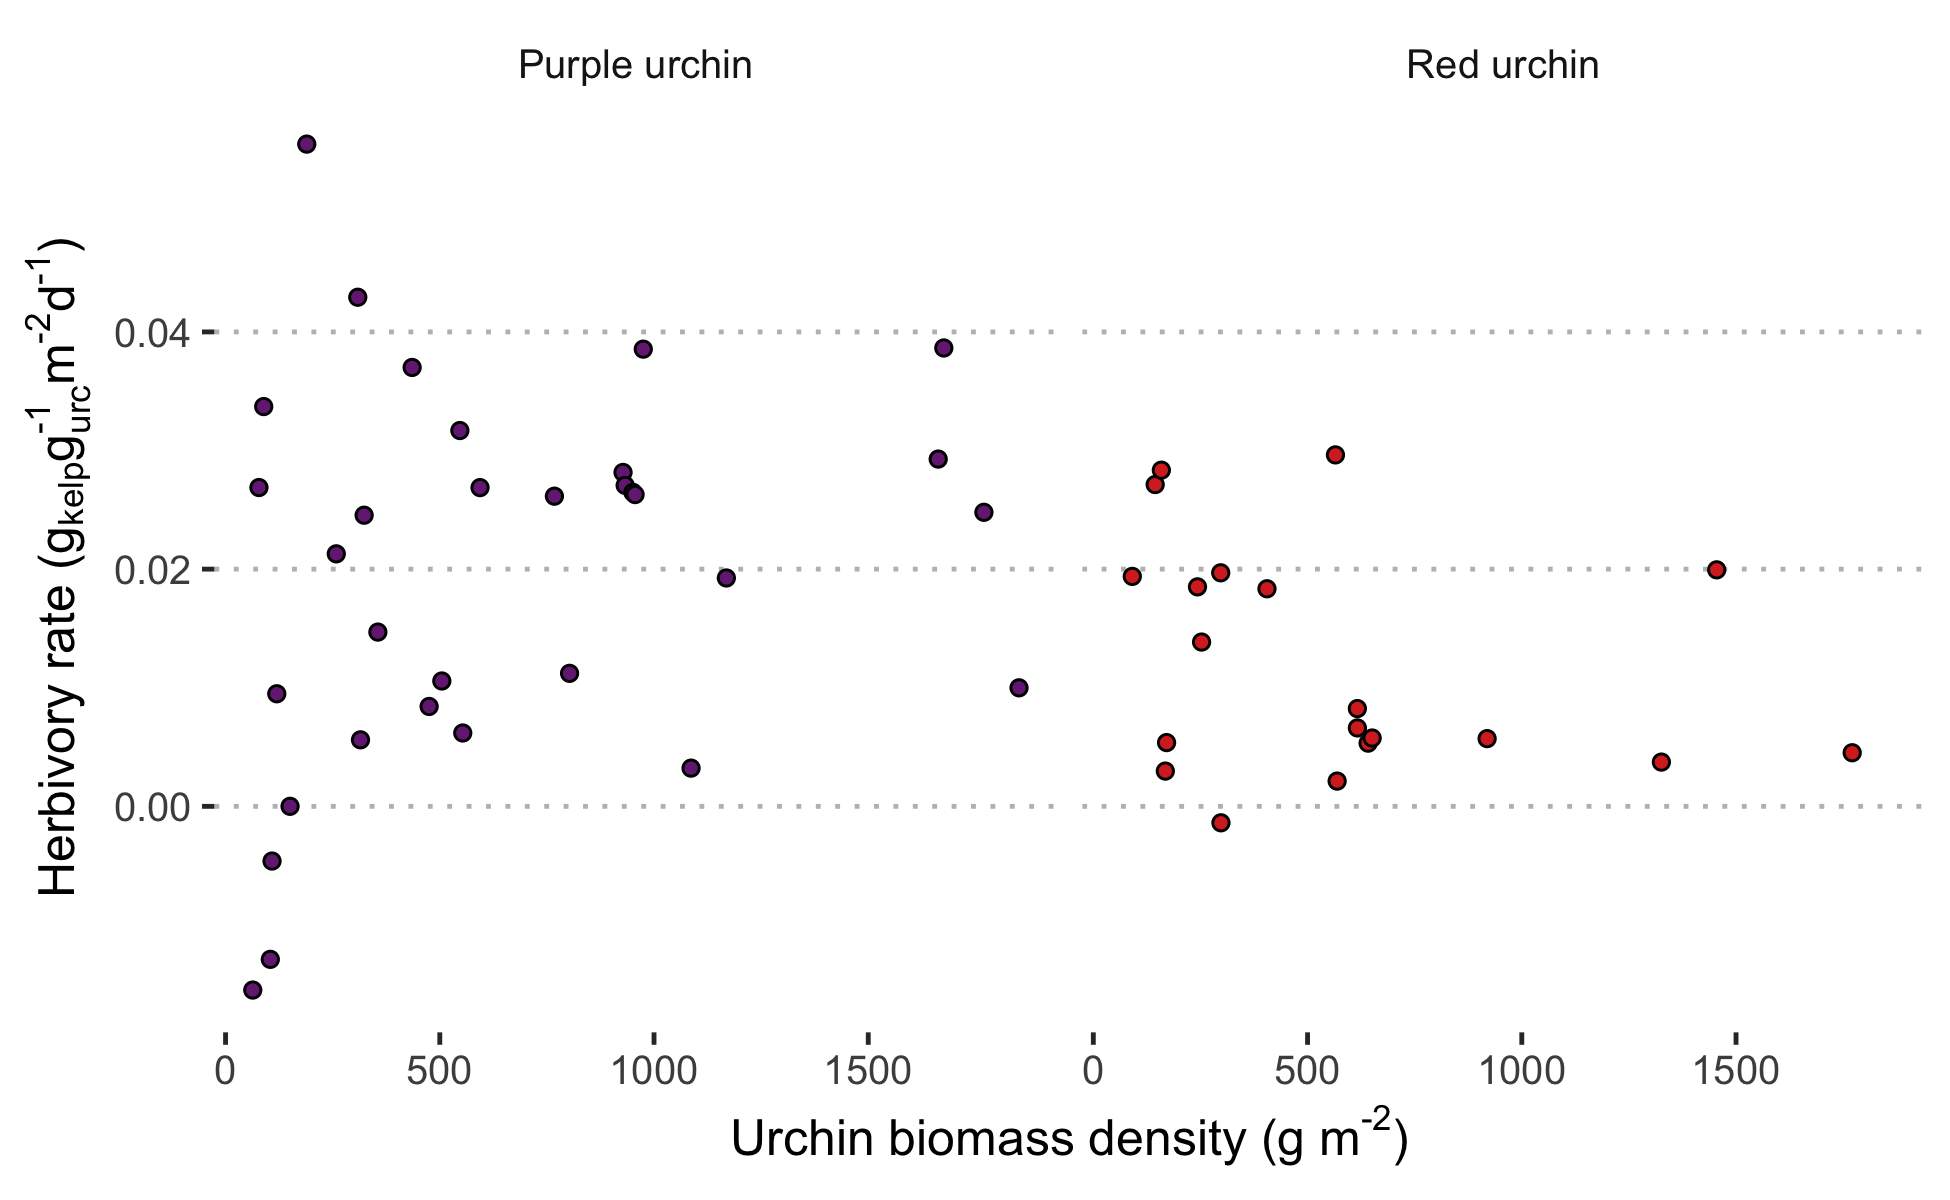 Purple urchin
Red urchin
Herbivory rate (g_kelp g_urc^-1 m^-2 d^-1)
0.04
0.02
0.00
0 500 1000 1500 0 500 1000 1500
Urchin biomass density (g m^-2)